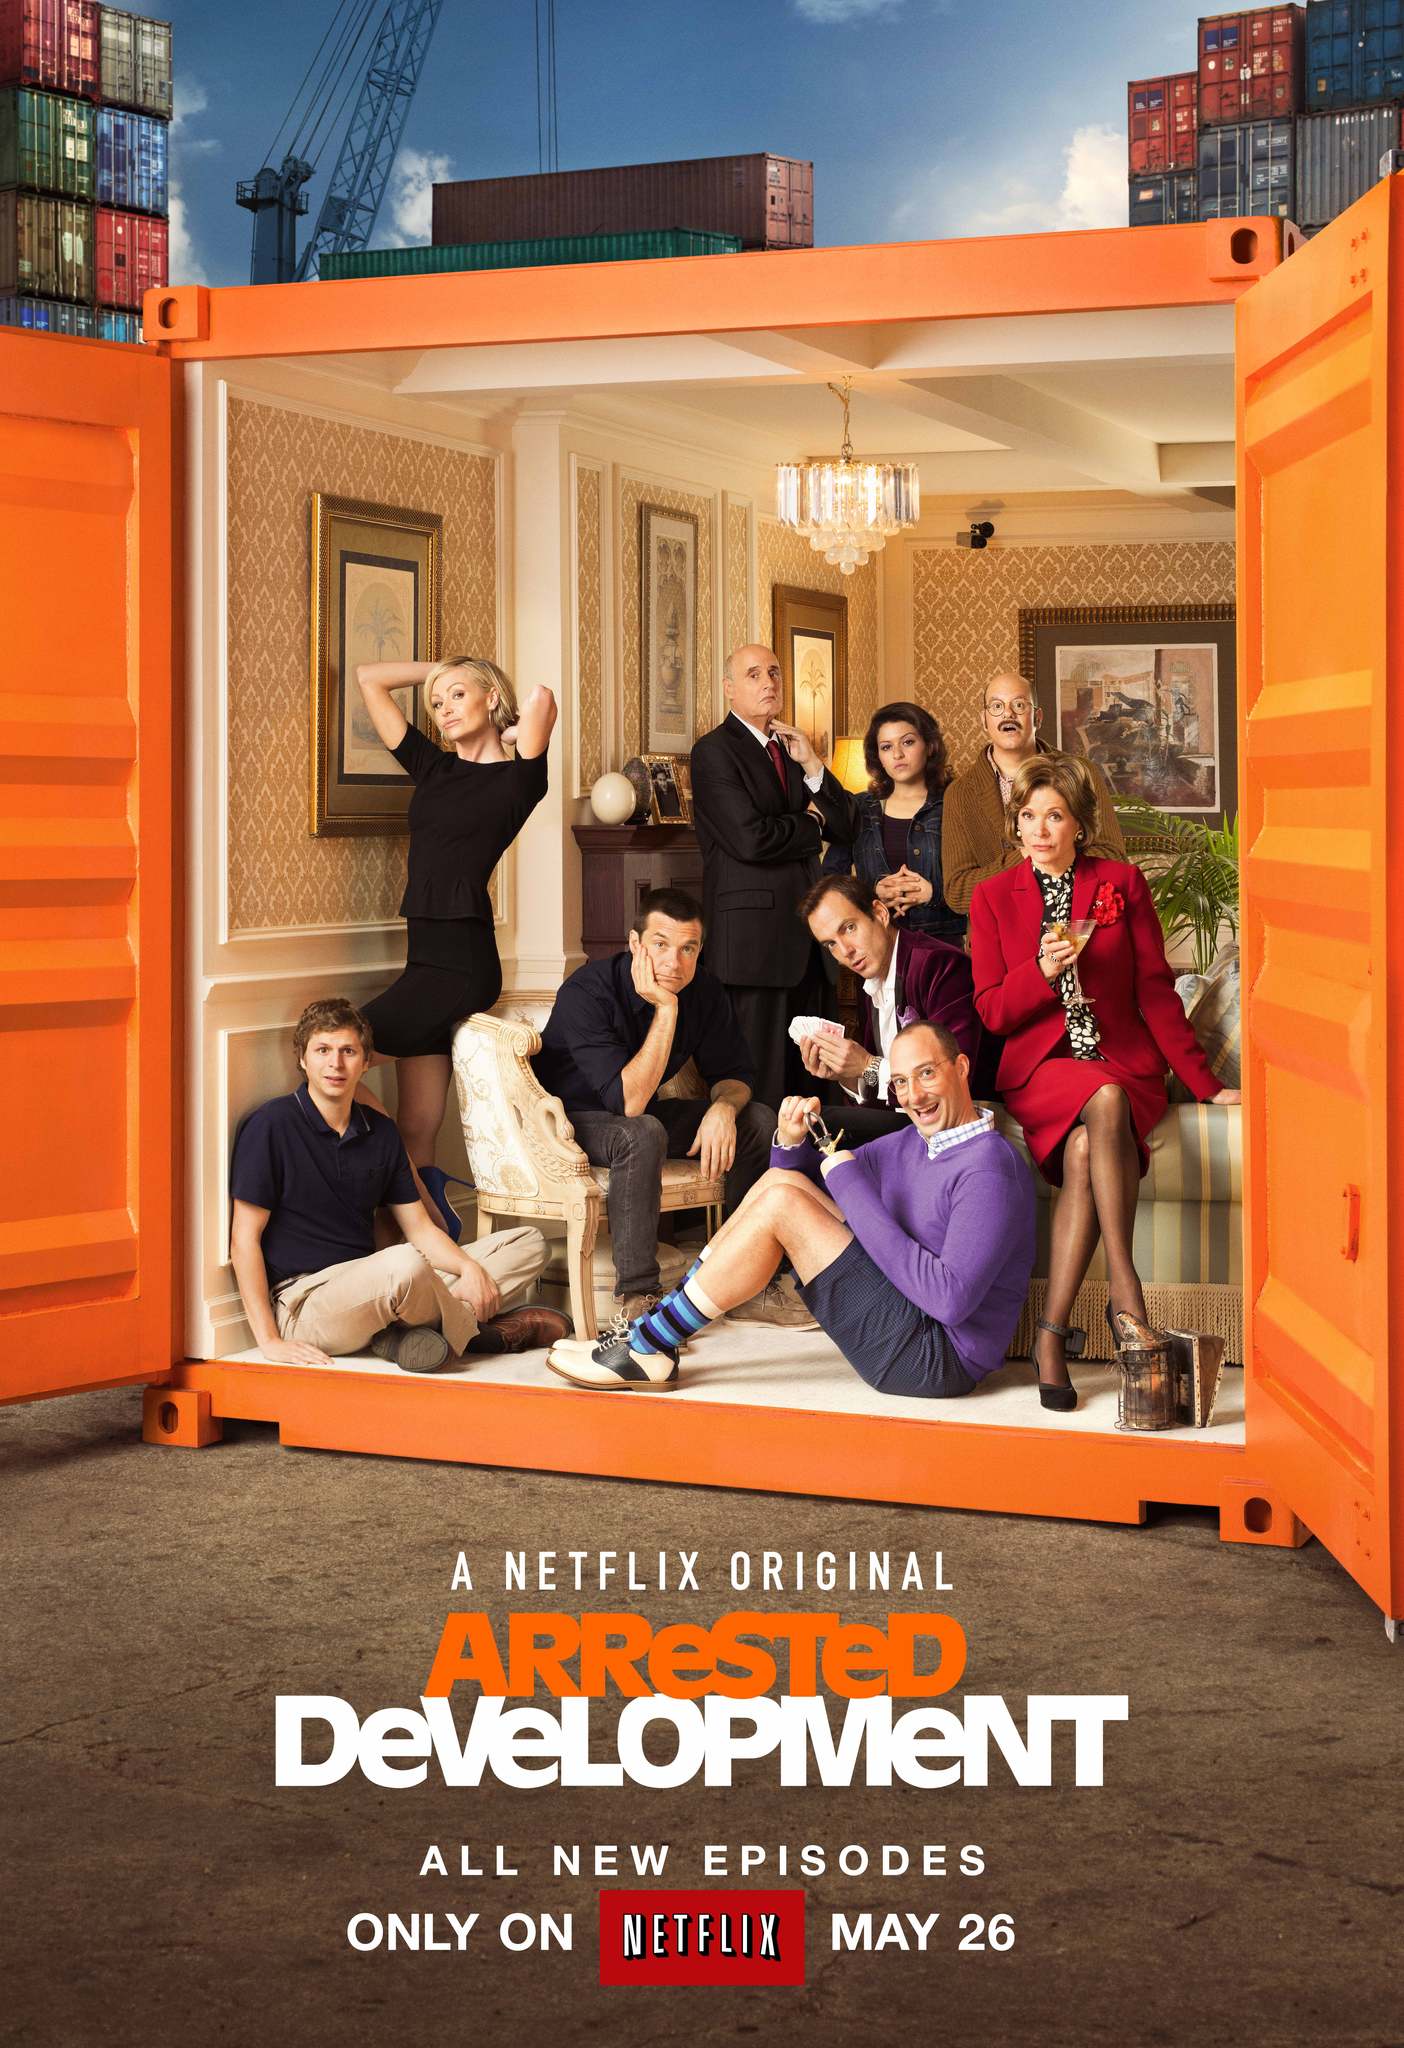 A NETFLIX ORIGINAL
ARReSTeD
DeVeLOPMeNT
ALL NEW EPISODES
ONLY ON NETFLIX MAY 26